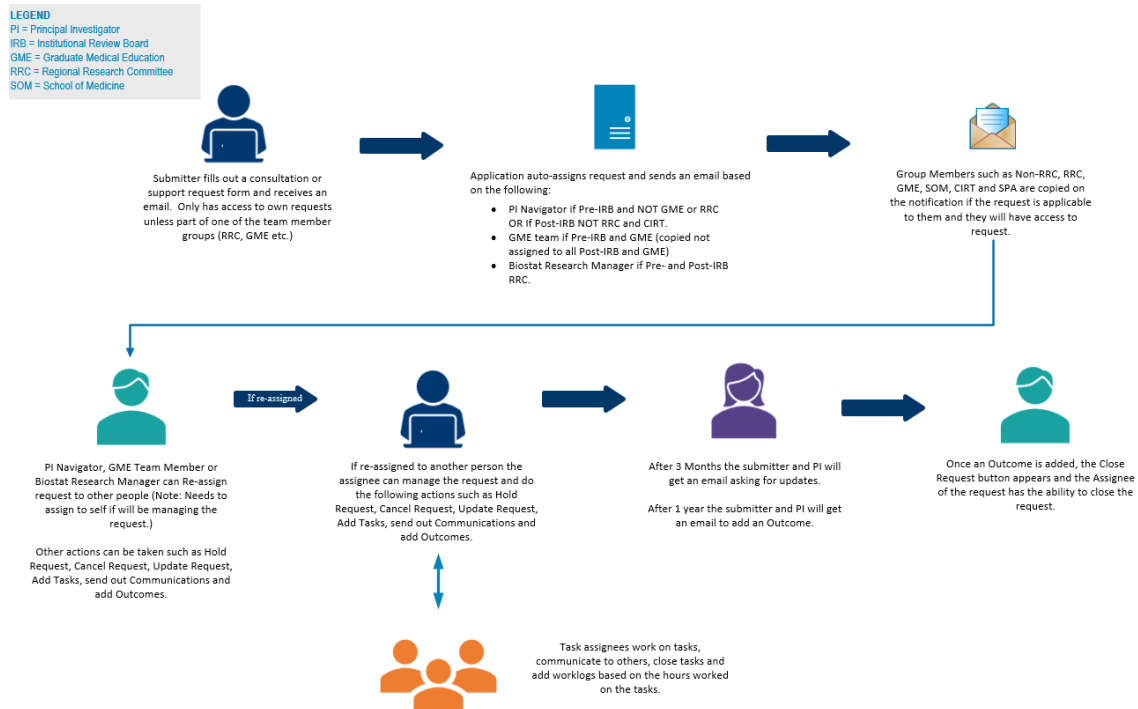 LEGEND
PI = Principal Investigator
IRB = Institutional Review Board
GME = Graduate Medical Education
RRC = Regional Research Committee
SOM = School of Medicine
Submitter fills out a consultation or
support request form and receives an
email.  Only has access to own requests
unless part of one of the team member
groups (RRC, GME etc.)
Application auto-assigns request and sends an email based
on the following:
• PI Navigator if Pre-IRB and NOT GME or RRC
OR If Post-IRB NOT RRC and CIRT.
• GME team if Pre-IRB and GME (copied not
assigned to all Post-IRB and GME)
• Biostat Research Manager if Pre- and Post-IRB
RRC.
Group Members such as Non-RRC, RRC,
GME, SOM, CIRT and SPA are copied on
the notification if the request is applicable
to them and they will have access to
request.
PI Navigator, GME Team Member or
Biostat Research Manager can Re-assign
request to other people (Note: Needs to
assign to self if will be managing the
request.)
Other actions can be taken such as Hold
Request, Cancel Request, Update Request,
Add Tasks, send out Communications and
add Outcomes.
If re-assigned
If re-assigned to another person the
assignee can manage the request and do
the following actions such as Hold
Request, Cancel Request, Update Request,
Add Tasks, send out Communications and
add Outcomes.
After 3 Months the submitter and PI will
get an email asking for updates.
After 1 year the submitter and PI will get
an email to add an Outcome.
Once an Outcome is added, the Close
Request button appears and the Assignee
of the request has the ability to close the
request.
Task assignees work on tasks,
communicate to others, close tasks and
add worklogs based on the hours worked
on the tasks.